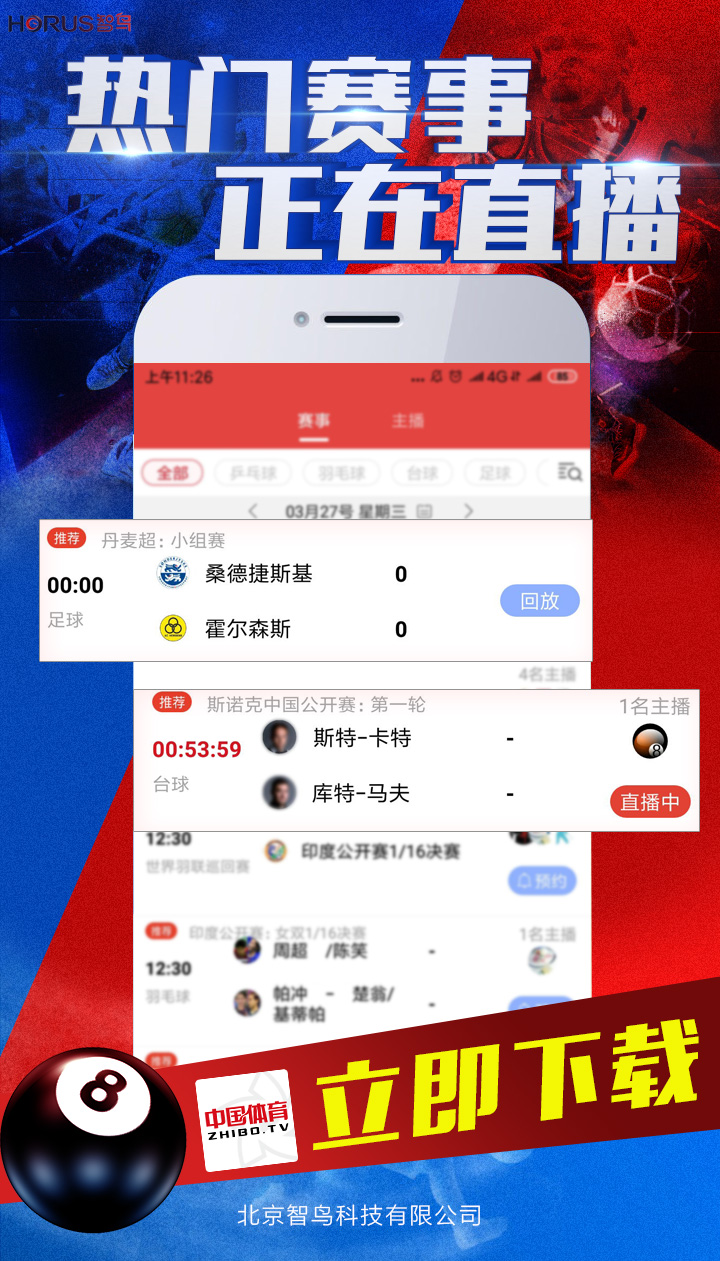 HORUS智鸟
热门赛事
正在直播
上午11:26
4G
85
赛事 主播
全部 乒乓球 羽毛球 台球 足球
03月27号 星期三
推荐 丹麦超: 小组赛
00:00 桑德捷斯基 0
足球 霍尔森斯 0
回放
4名主播
推荐 斯诺克中国公开赛: 第一轮 1名主播
00:53:59 斯特-卡特 -
8
台球 库特-马夫 -
直播中
12:30 印度公开赛1/16决赛
世界羽联巡回赛
预约
推荐 印度公开赛: 女双1/16决赛 1名主播
12:30 周超 /陈笑 -
羽毛球 帕冲 - 楚翁/ -
基蒂帕
推荐
8
中国体育
ZHIBO.TV
立即下载
北京智鸟科技有限公司